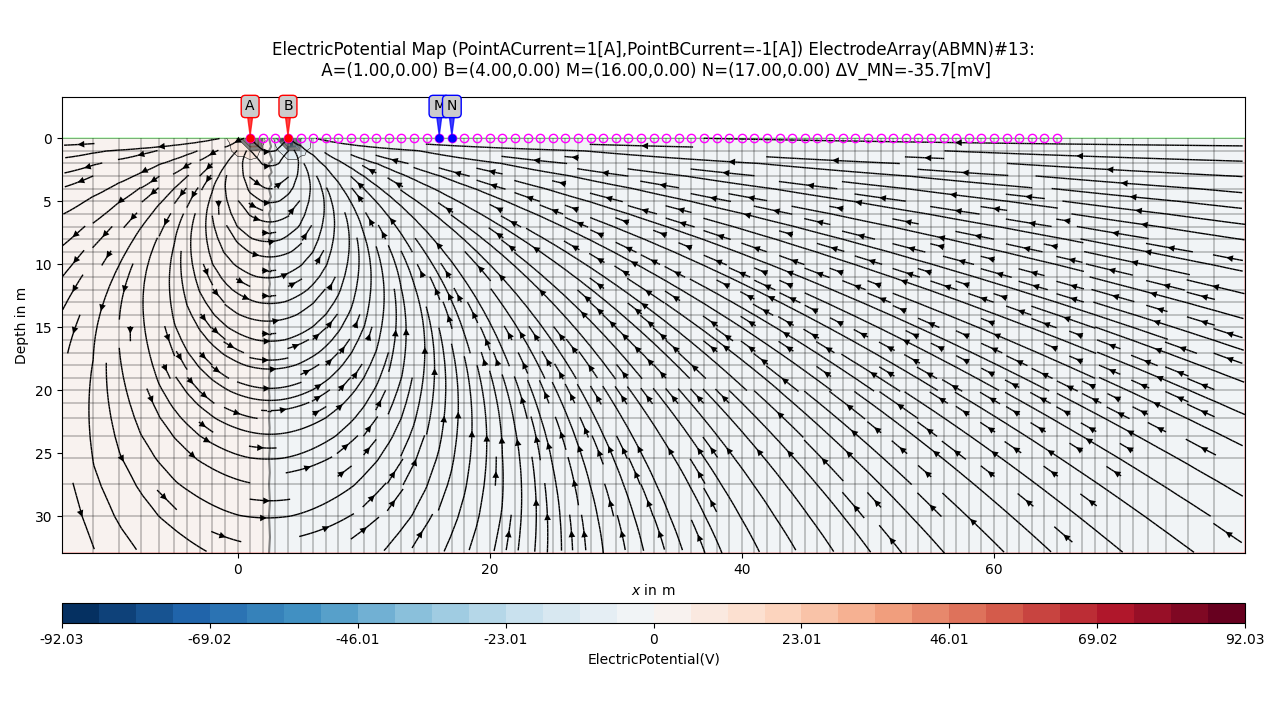 ElectricPotential Map (PointACurrent=1[A],PointBCurrent=-1[A]) ElectrodeArray(ABMN)#13:
A=(1.00,0.00) B=(4.00,0.00) M=(16.00,0.00) N=(17.00,0.00) ΔV_MN=-35.7[mV]
A B M N
0
5
10
15
20
25
30
Depth in m
0 20 40 60
x in m
-92.03 -69.02 -46.01 -23.01 0 23.01 46.01 69.02 92.03
ElectricPotential(V)